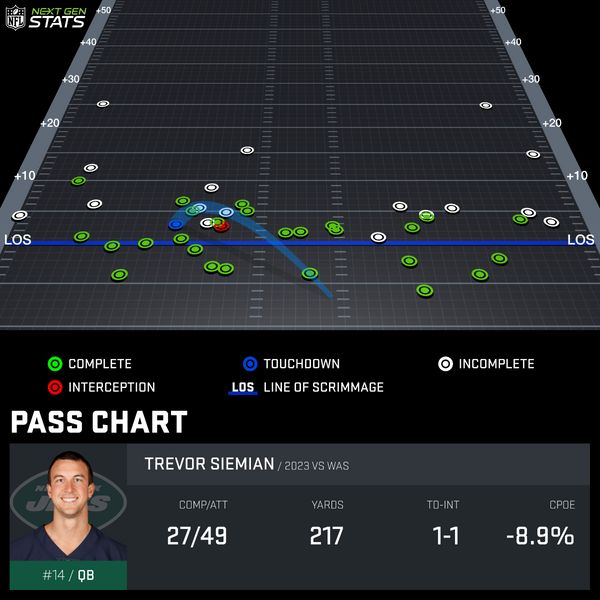 NFL NEXT GEN STATS
+50 +50
+40 +40
+30 +30
+20 +20
+10 +10
LOS LOS
COMPLETE TOUCHDOWN INCOMPLETE
INTERCEPTION LOS LINE OF SCRIMMAGE
PASS CHART
TREVOR SIEMIAN / 2023 VS WAS
COMP/ATT YARDS TD-INT CPOE
27/49 217 1-1 -8.9%
JETS
#14 / QB